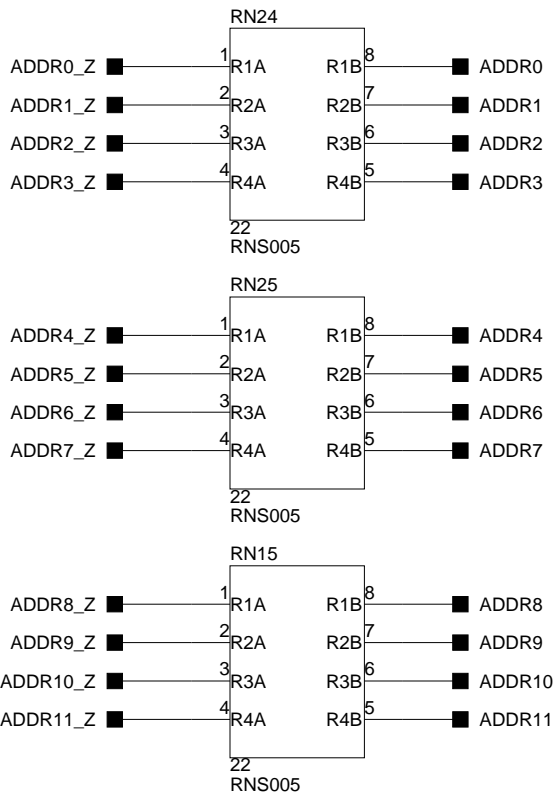 RN24
ADDR0_Z 1 R1A R1B 8 ADDR0
ADDR1_Z 2 R2A R2B 7 ADDR1
ADDR2_Z 3 R3A R3B 6 ADDR2
ADDR3_Z 4 R4A R4B 5 ADDR3
22
RNS005
RN25
ADDR4_Z 1 R1A R1B 8 ADDR4
ADDR5_Z 2 R2A R2B 7 ADDR5
ADDR6_Z 3 R3A R3B 6 ADDR6
ADDR7_Z 4 R4A R4B 5 ADDR7
22
RNS005
RN15
ADDR8_Z 1 R1A R1B 8 ADDR8
ADDR9_Z 2 R2A R2B 7 ADDR9
ADDR10_Z 3 R3A R3B 6 ADDR10
ADDR11_Z 4 R4A R4B 5 ADDR11
22
RNS005